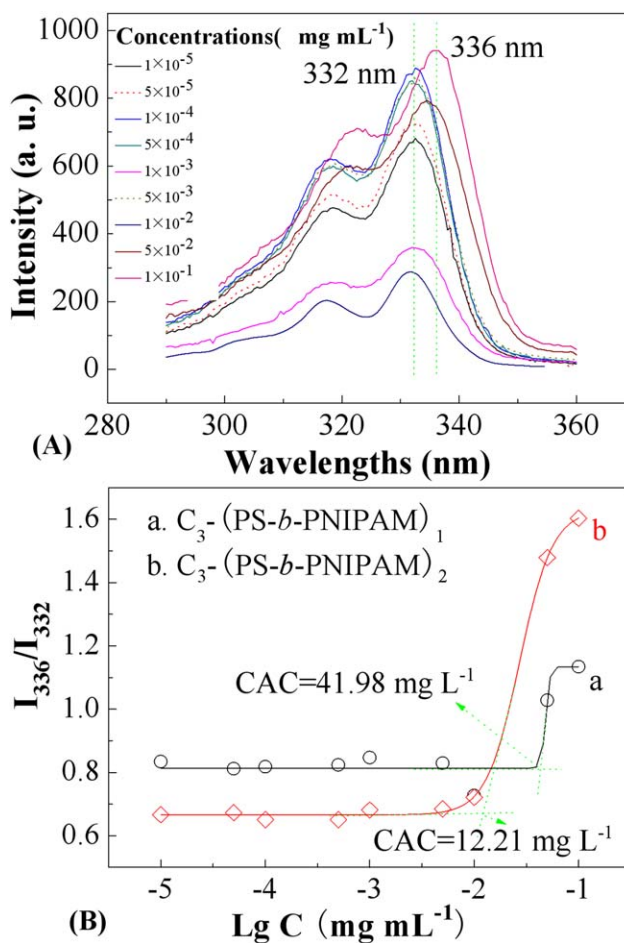 Concentrations( mg mL⁻¹)
1×10⁻⁵
5×10⁻⁵
1×10⁻⁴
5×10⁻⁴
1×10⁻³
5×10⁻³
1×10⁻²
5×10⁻²
1×10⁻¹
332 nm
336 nm
Intensity (a. u.)
1000
800
600
400
200
0
280 300 320 340 360
(A)
Wavelengths (nm)
a. C₃-(PS-b-PNIPAM)₁
b. C₃-(PS-b-PNIPAM)₂
b
a
CAC=41.98 mg L⁻¹
CAC=12.21 mg L⁻¹
I₃₃₆/I₃₃₂
1.6
1.4
1.2
1.0
0.8
0.6
-5 -4 -3 -2 -1
(B)
Lg C (mg mL⁻¹)